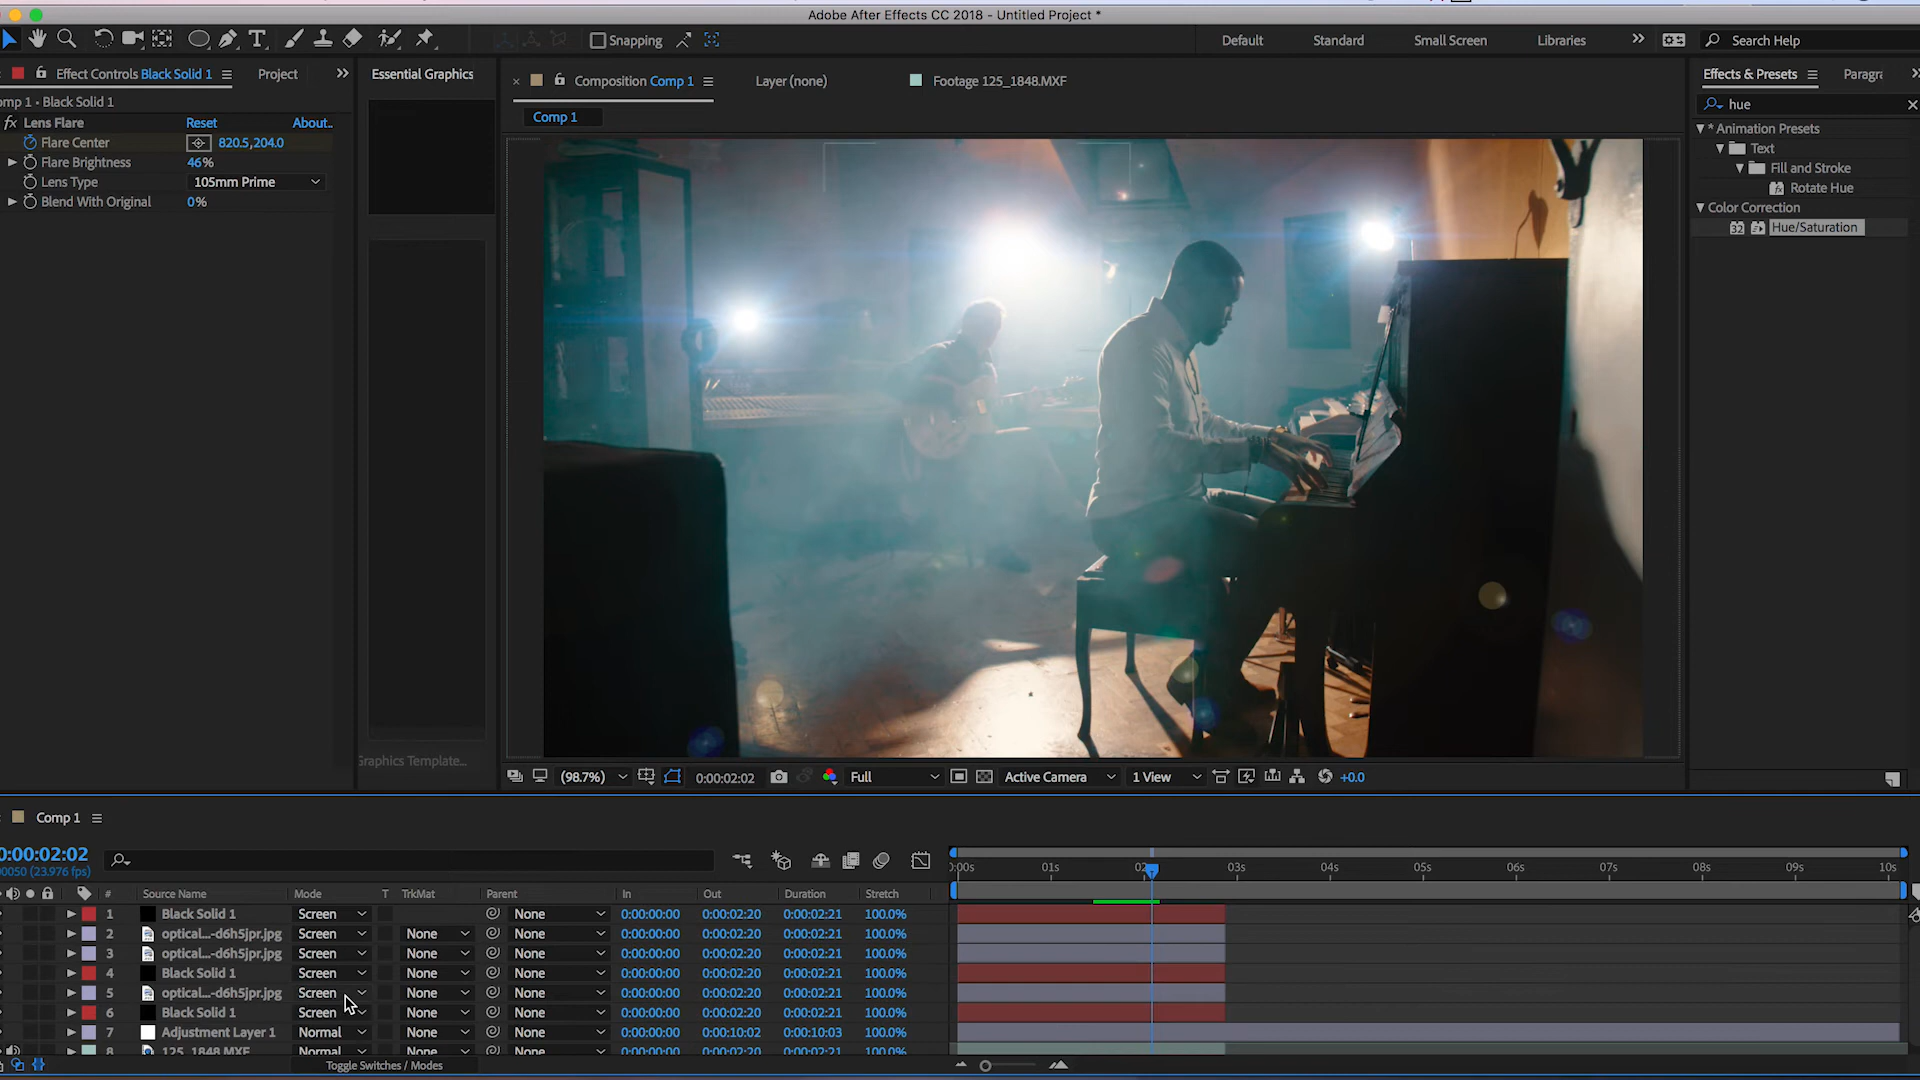 Adobe After Effects CC 2018 - Untitled Project *
Snapping
Default
Standard
Small Screen
Libraries
Search Help
Effect Controls Black Solid 1
Project
Essential Graphics
Composition Comp 1
Layer (none)
Footage 125_1848.MXF
Effects & Presets
Paragra
omp 1 • Black Solid 1
Comp 1
hue
fx Lens Flare
Reset
About..
Flare Center
820.5,204.0
Flare Brightness
46%
Lens Type
105mm Prime
Blend With Original
0%
* Animation Presets
Text
Fill and Stroke
Rotate Hue
Color Correction
32
Hue/Saturation
Graphics Template...
(98.7%)
0:00:02:02
Full
Active Camera
1 View
+0.0
Comp 1
0:00:02:02
00050 (23.976 fps)
:00s 01s 02 03s 04s 05s 06s 07s 08s 09s 10s
# Source Name Mode T TrkMat Parent In Out Duration Stretch
1 Black Solid 1 Screen None 0:00:00:00 0:00:02:20 0:00:02:21 100.0%
2 optical...-d6h5jpr.jpg Screen None None 0:00:00:00 0:00:02:20 0:00:02:21 100.0%
3 optical...-d6h5jpr.jpg Screen None None 0:00:00:00 0:00:02:20 0:00:02:21 100.0%
4 Black Solid 1 Screen None None 0:00:00:00 0:00:02:20 0:00:02:21 100.0%
5 optical...-d6h5jpr.jpg Screen None None 0:00:00:00 0:00:02:20 0:00:02:21 100.0%
6 Black Solid 1 Screen None None 0:00:00:00 0:00:02:20 0:00:02:21 100.0%
7 Adjustment Layer 1 Normal None None 0:00:00:00 0:00:10:02 0:00:10:03 100.0%
8 125_1848.MXF Normal None None 0:00:00:00 0:00:02:20 0:00:02:21 100.0%
Toggle Switches / Modes